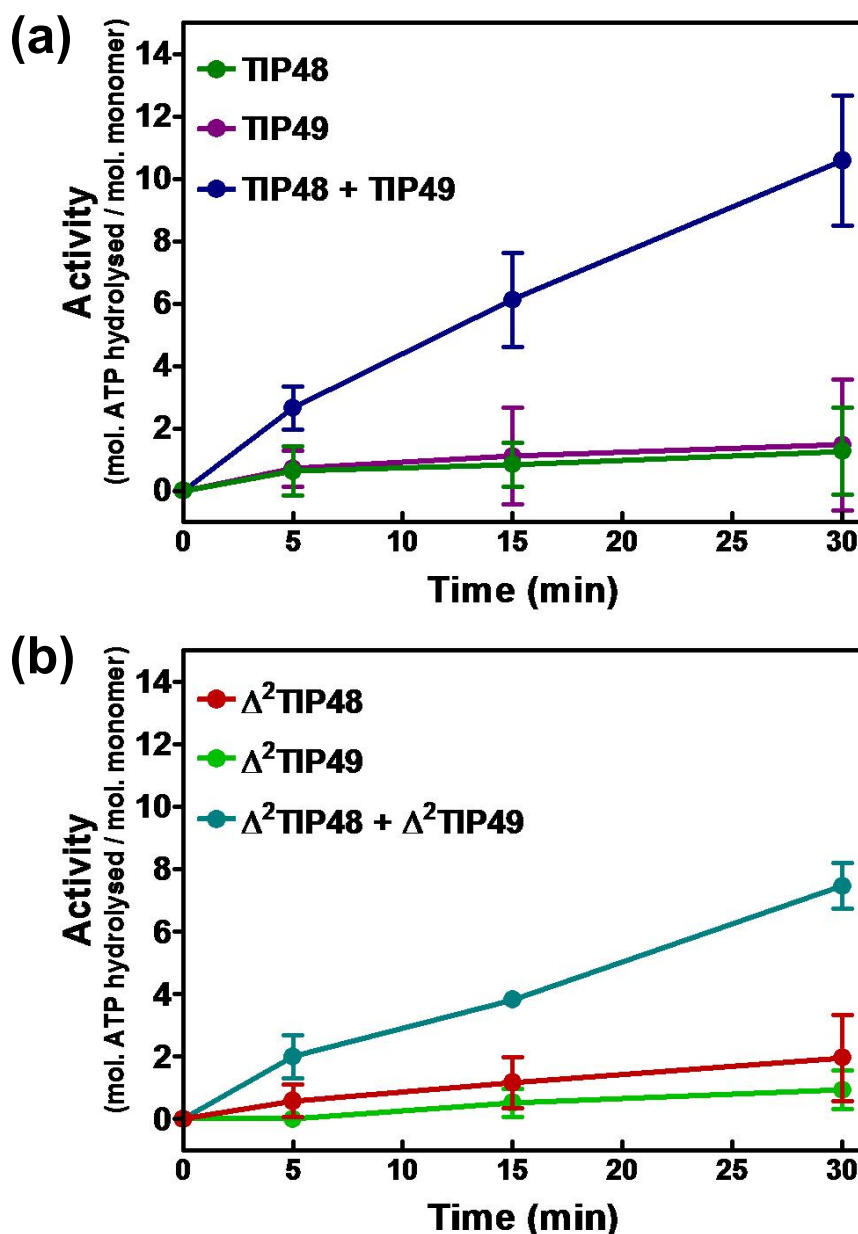 (a)
TIP48
TIP49
TIP48 + TIP49
Activity
(mol. ATP hydrolysed / mol. monomer)
14
12
10
8
6
4
2
0
0 5 10 15 20 25 30
Time (min)
(b)
Δ²TIP48
Δ²TIP49
Δ²TIP48 + Δ²TIP49
Activity
(mol. ATP hydrolysed / mol. monomer)
14
12
10
8
6
4
2
0
0 5 10 15 20 25 30
Time (min)